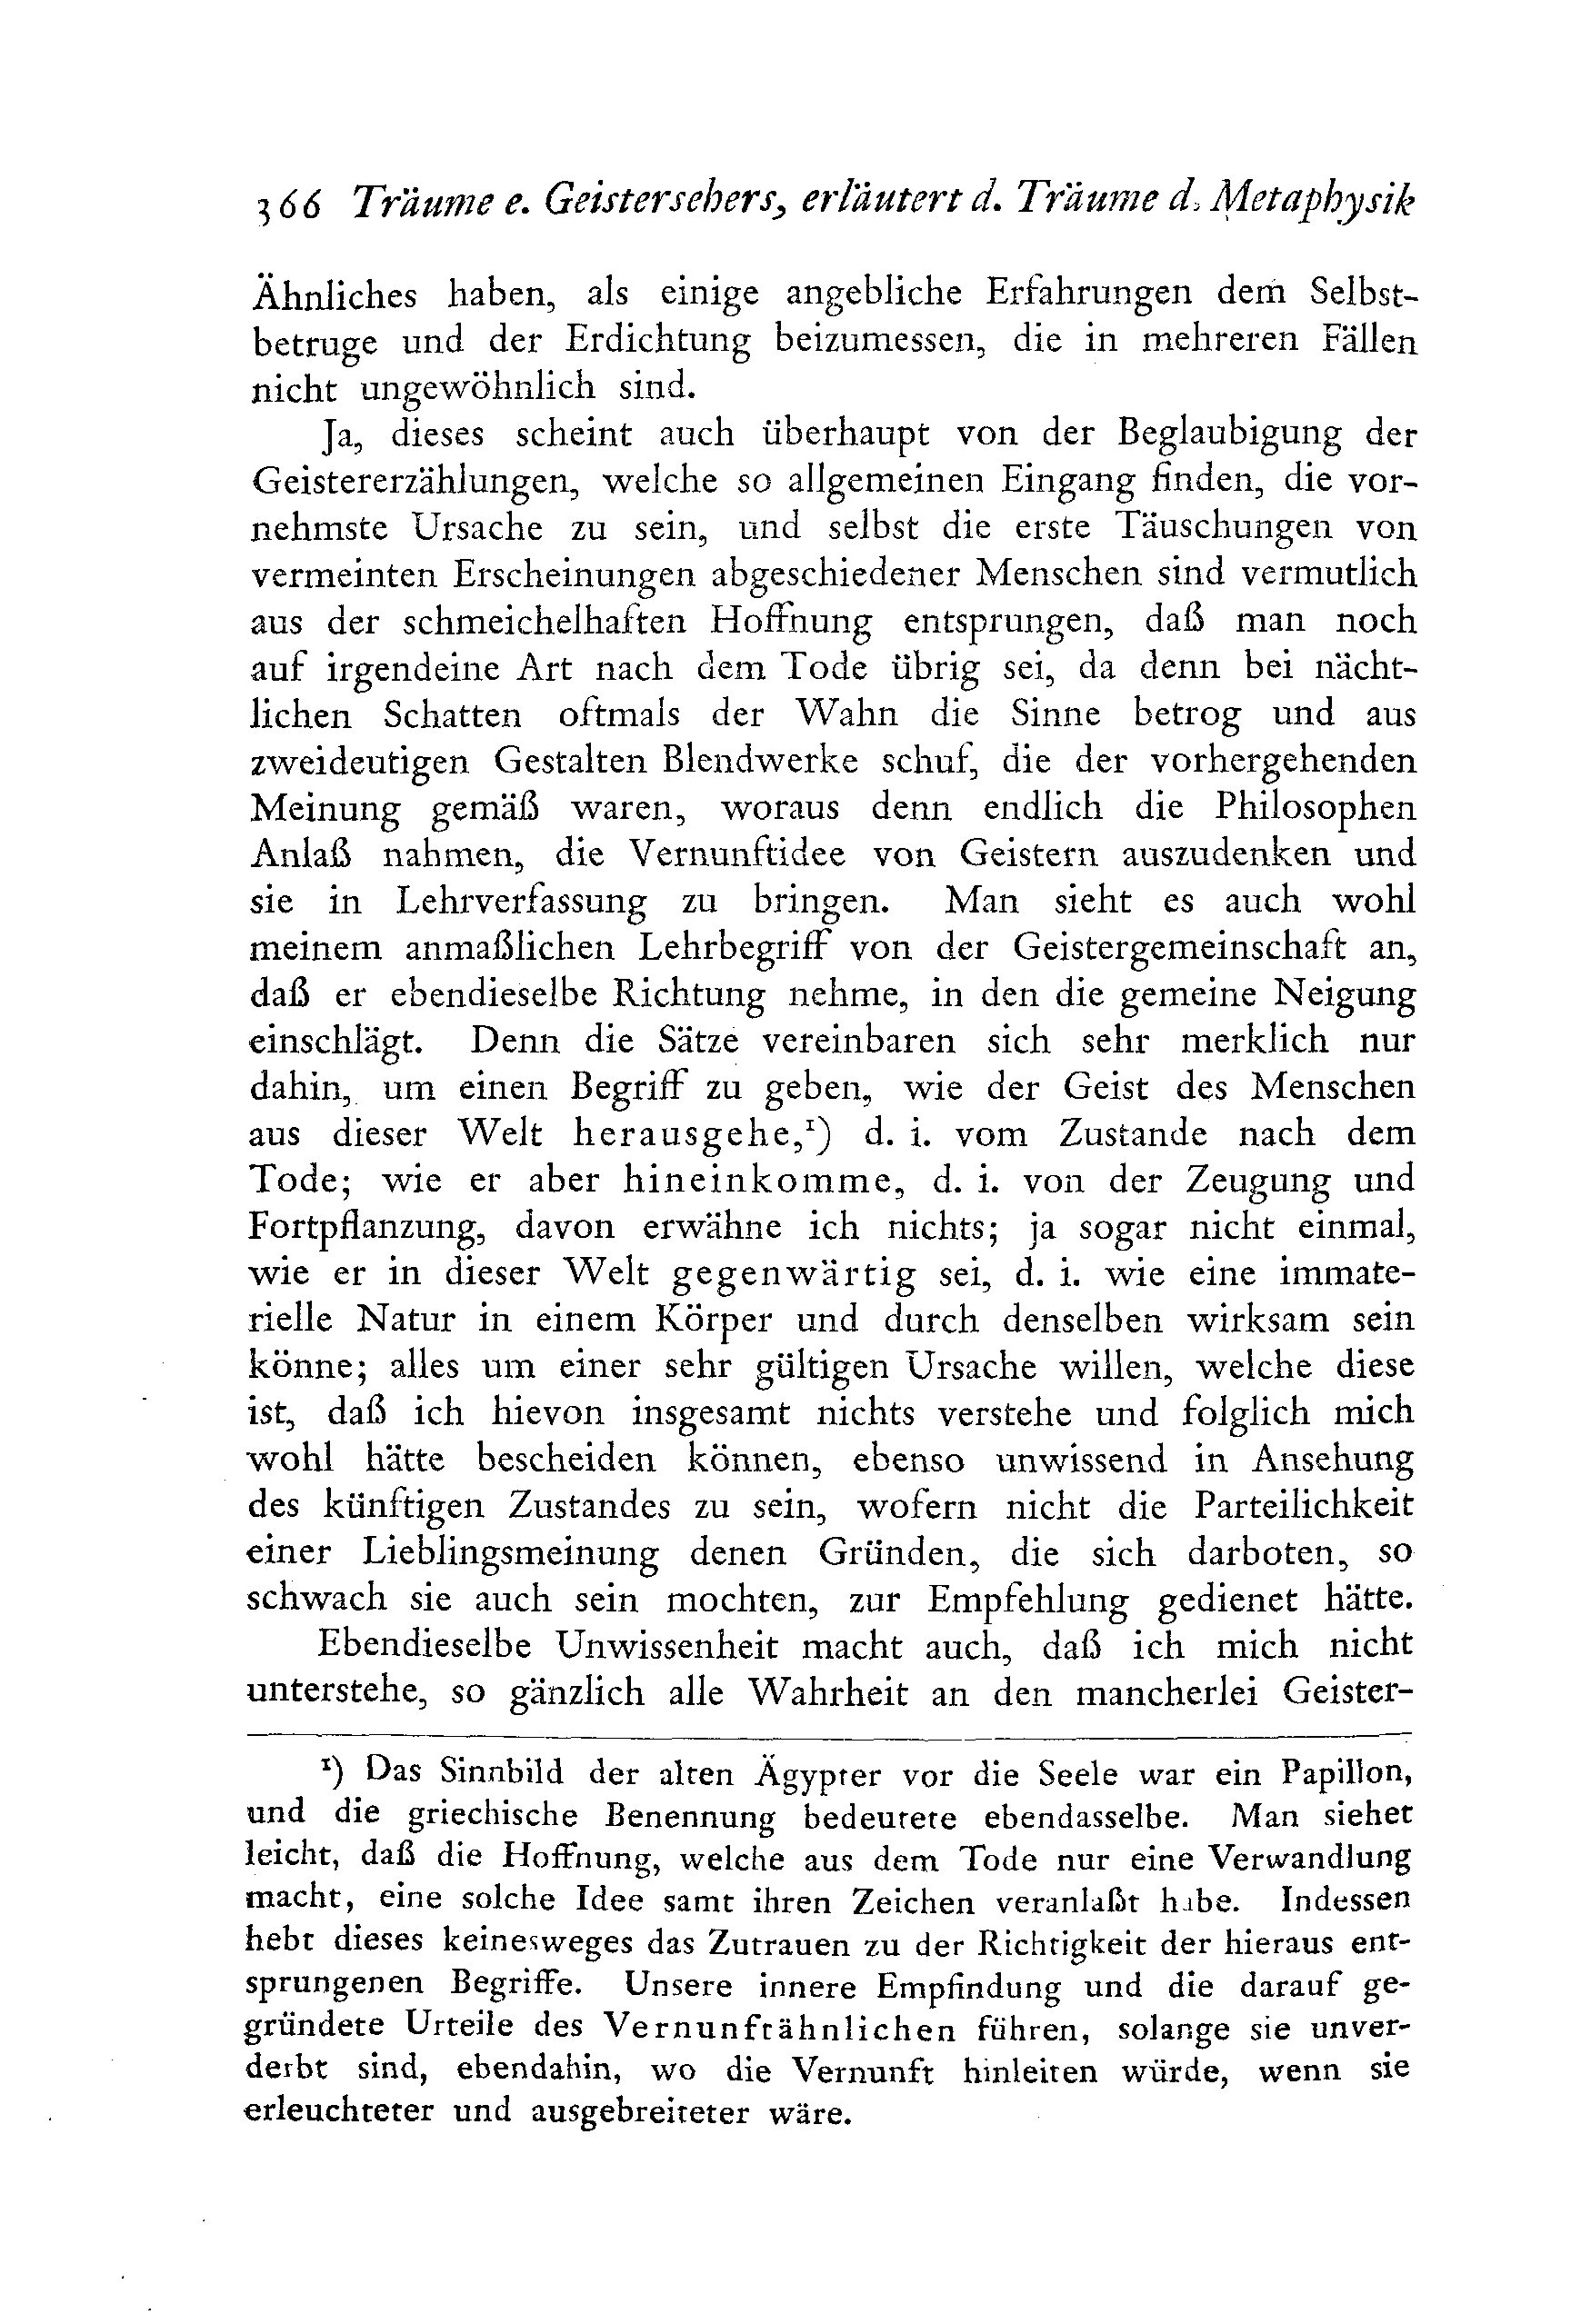 366 Träume e. Geistersehers, erläutert d. Träume d. Metaphysik
Ähnliches haben, als einige angebliche Erfahrungen dem Selbst-
betruge und der Erdichtung beizumessen, die in mehreren Fällen
nicht ungewöhnlich sind.
Ja, dieses scheint auch überhaupt von der Beglaubigung der
Geistererzählungen, welche so allgemeinen Eingang finden, die vor-
nehmste Ursache zu sein, und selbst die erste Täuschungen von
vermeinten Erscheinungen abgeschiedener Menschen sind vermutlich
aus der schmeichelhaften Hoffnung entsprungen, daß man noch
auf irgendeine Art nach dem Tode übrig sei, da denn bei nächt-
lichen Schatten oftmals der Wahn die Sinne betrog und aus
zweideutigen Gestalten Blendwerke schuf, die der vorhergehenden
Meinung gemäß waren, woraus denn endlich die Philosophen
Anlaß nahmen, die Vernunftidee von Geistern auszudenken und
sie in Lehrverfassung zu bringen. Man sieht es auch wohl
meinem anmaßlichen Lehrbegriff von der Geistergemeinschaft an,
daß er ebendieselbe Richtung nehme, in den die gemeine Neigung
einschlägt. Denn die Sätze vereinbaren sich sehr merklich nur
dahin, um einen Begriff zu geben, wie der Geist des Menschen
aus dieser Welt herausgehe,¹) d. i. vom Zustande nach dem
Tode; wie er aber hineinkomme, d. i. von der Zeugung und
Fortpflanzung, davon erwähne ich nichts; ja sogar nicht einmal,
wie er in dieser Welt gegenwärtig sei, d. i. wie eine immate-
rielle Natur in einem Körper und durch denselben wirksam sein
könne; alles um einer sehr gültigen Ursache willen, welche diese
ist, daß ich hievon insgesamt nichts verstehe und folglich mich
wohl hätte bescheiden können, ebenso unwissend in Ansehung
des künftigen Zustandes zu sein, wofern nicht die Parteilichkeit
einer Lieblingsmeinung denen Gründen, die sich darboten, so
schwach sie auch sein mochten, zur Empfehlung gedienet hätte.
Ebendieselbe Unwissenheit macht auch, daß ich mich nicht
unterstehe, so gänzlich alle Wahrheit an den mancherlei Geister-
¹) Das Sinnbild der alten Ägypter vor die Seele war ein Papillon,
und die griechische Benennung bedeutete ebendasselbe. Man siehet
leicht, daß die Hoffnung, welche aus dem Tode nur eine Verwandlung
macht, eine solche Idee samt ihren Zeichen veranlaßt habe. Indessen
hebt dieses keinesweges das Zutrauen zu der Richtigkeit der hieraus ent-
sprungenen Begriffe. Unsere innere Empfindung und die darauf ge-
gründete Urteile des Vernunftähnlichen führen, solange sie unver-
derbt sind, ebendahin, wo die Vernunft hinleiten würde, wenn sie
erleuchteter und ausgebreiteter wäre.